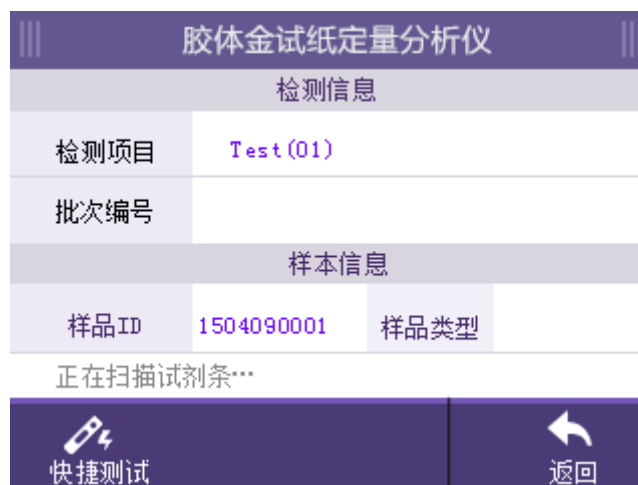 胶体金试纸定量分析仪
检测信息
检测项目 Test(01)
批次编号
样本信息
样品ID 1504090001 样品类型
正在扫描试剂条…
快捷测试 返回